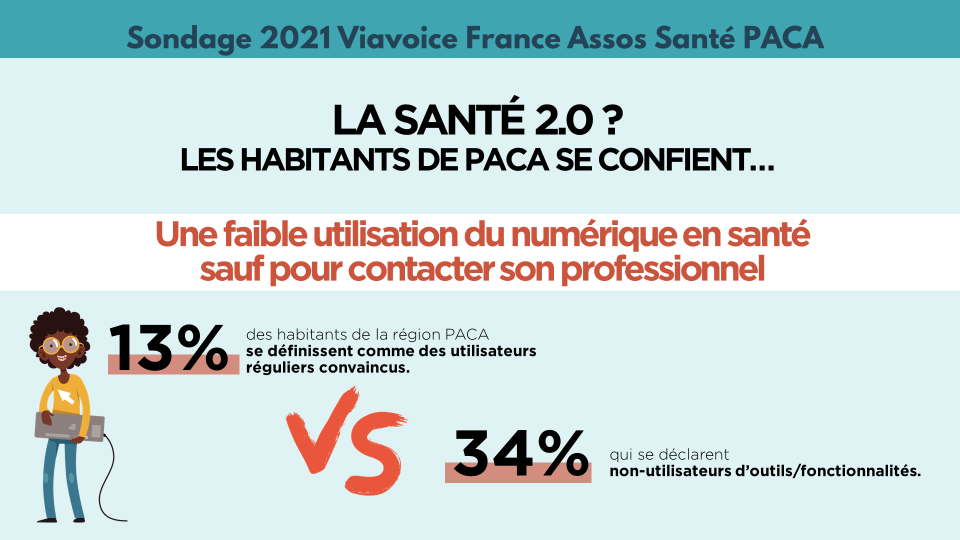 Sondage 2021 Viavoice France Assos Santé PACA
LA SANTÉ 2.0 ?
LES HABITANTS DE PACA SE CONFIENT...
Une faible utilisation du numérique en santé
sauf pour contacter son professionnel
13%
des habitants de la région PACA
se définissent comme des utilisateurs
réguliers convaincus.
VS
34%
qui se déclarent
non-utilisateurs d'outils/fonctionnalités.